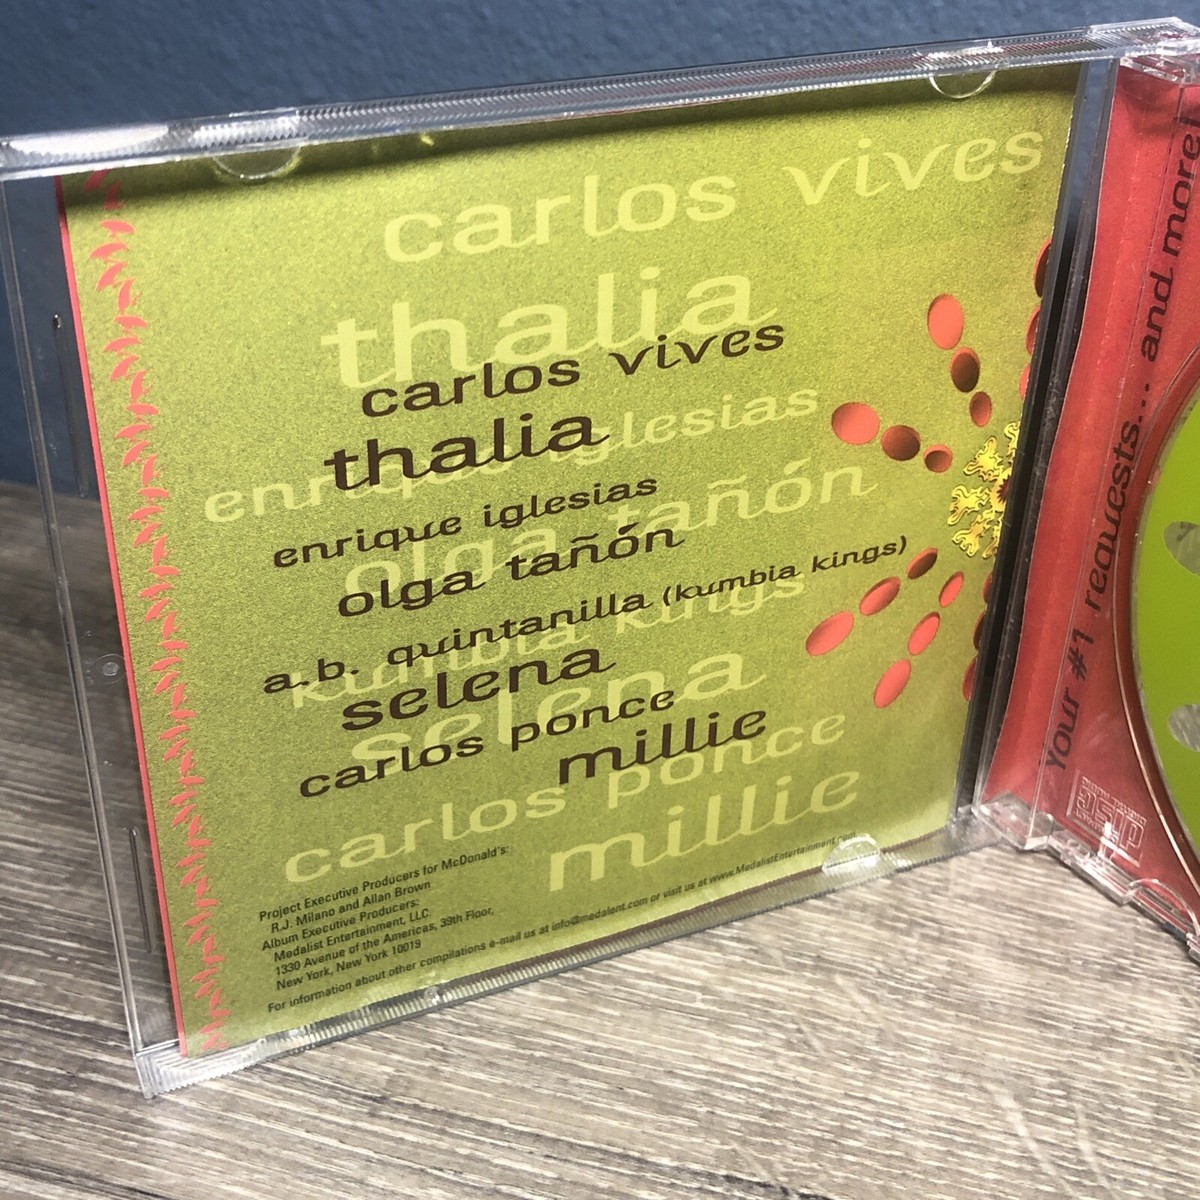 carlos vives
thalia
carlos vives
thalia
enrique iglesias
enrique iglesias
olga tañón
olga tañón
a.b. quintanilla (kumbia kings)
kumbia kings
selena
selena
carlos ponce
millie
carlos ponce
millie
Project Executive Producers for McDonald's:
R.J. Milano and Allan Brown
Album Executive Producers:
Medalist Entertainment, LLC.
1330 Avenue of the Americas, 39th Floor,
New York, New York 10019
For information about other compilations e-mail us at info@medalent.com or visit us at www.MedalistEntertainment.com
Your #1 requests... and more!
COMPACT
disc
DIGITAL AUDIO